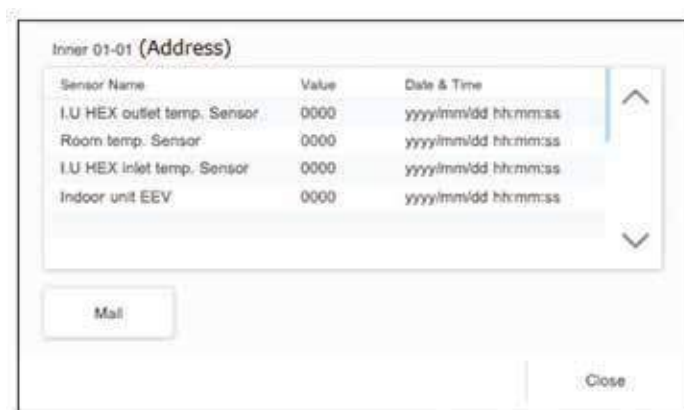 Inner 01-01 (Address)
Sensor Name Value Date & Time
I.U HEX outlet temp. Sensor 0000 yyyy/mm/dd hh:mm:ss
Room temp. Sensor 0000 yyyy/mm/dd hh:mm:ss
I.U HEX inlet temp. Sensor 0000 yyyy/mm/dd hh:mm:ss
Indoor unit EEV 0000 yyyy/mm/dd hh:mm:ss
Mail
Close